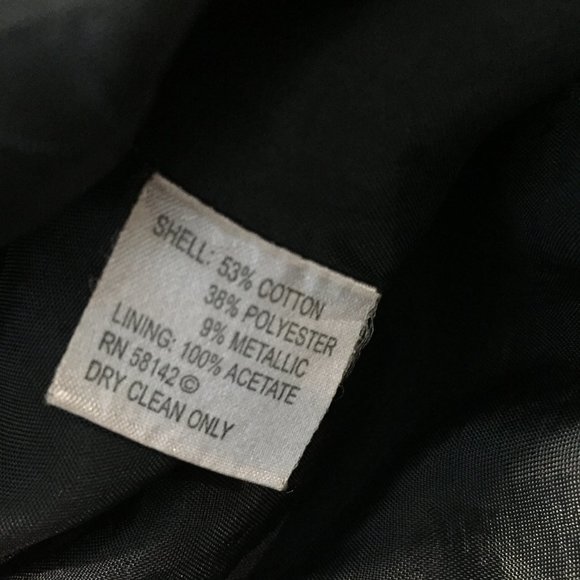 SHELL: 53% COTTON
38% POLYESTER
9% METALLIC
LINING: 100% ACETATE
RN 58142 ©
DRY CLEAN ONLY